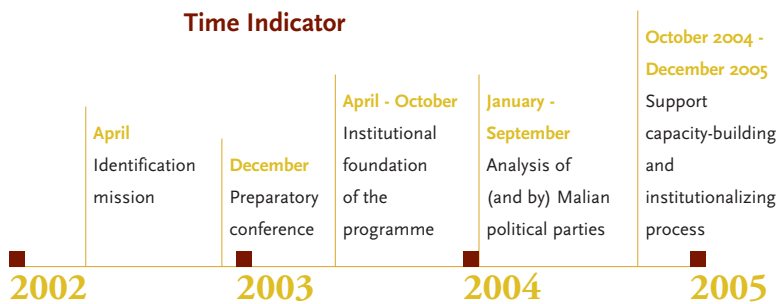 Time Indicator
April
Identification
mission
December
Preparatory
conference
April - October
Institutional
foundation
of the
programme
January -
September
Analysis of
(and by) Malian
political parties
October 2004 -
December 2005
Support
capacity-building
and
institutionalizing
process
2002
2003
2004
2005